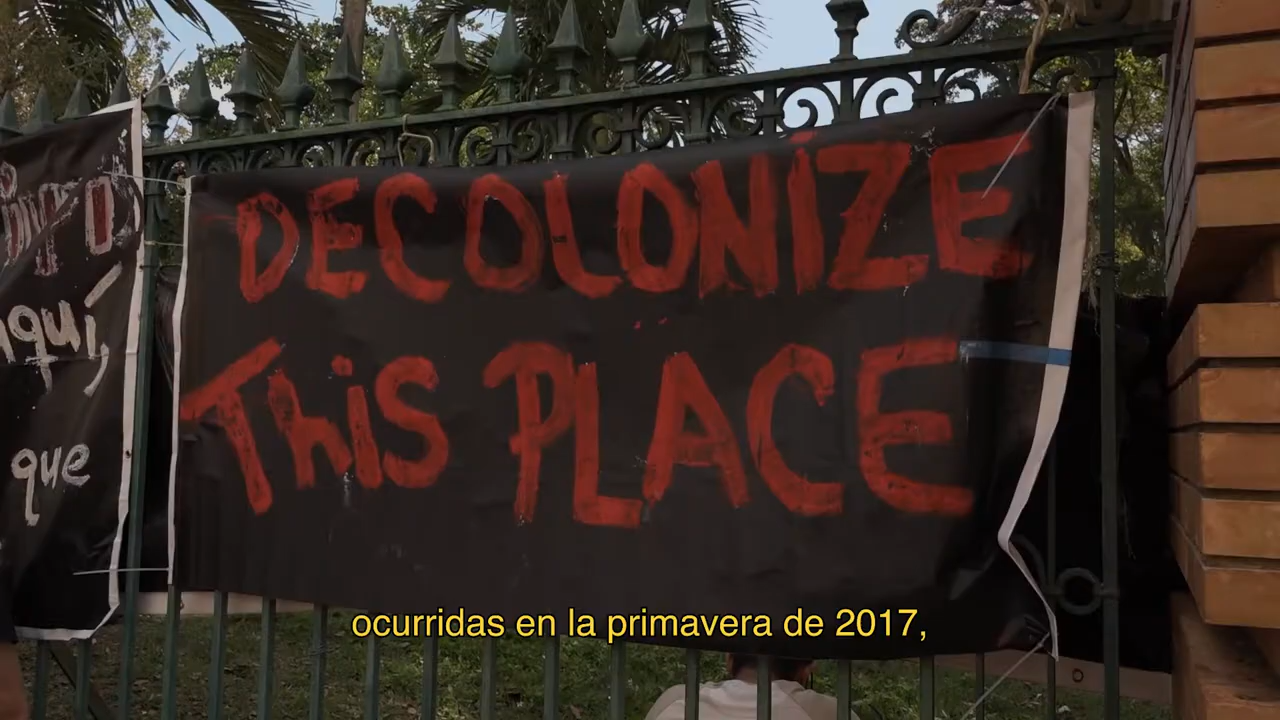 aquí,
que
DECOLONiZE
ThiS PLACE
ocurridas en la primavera de 2017,